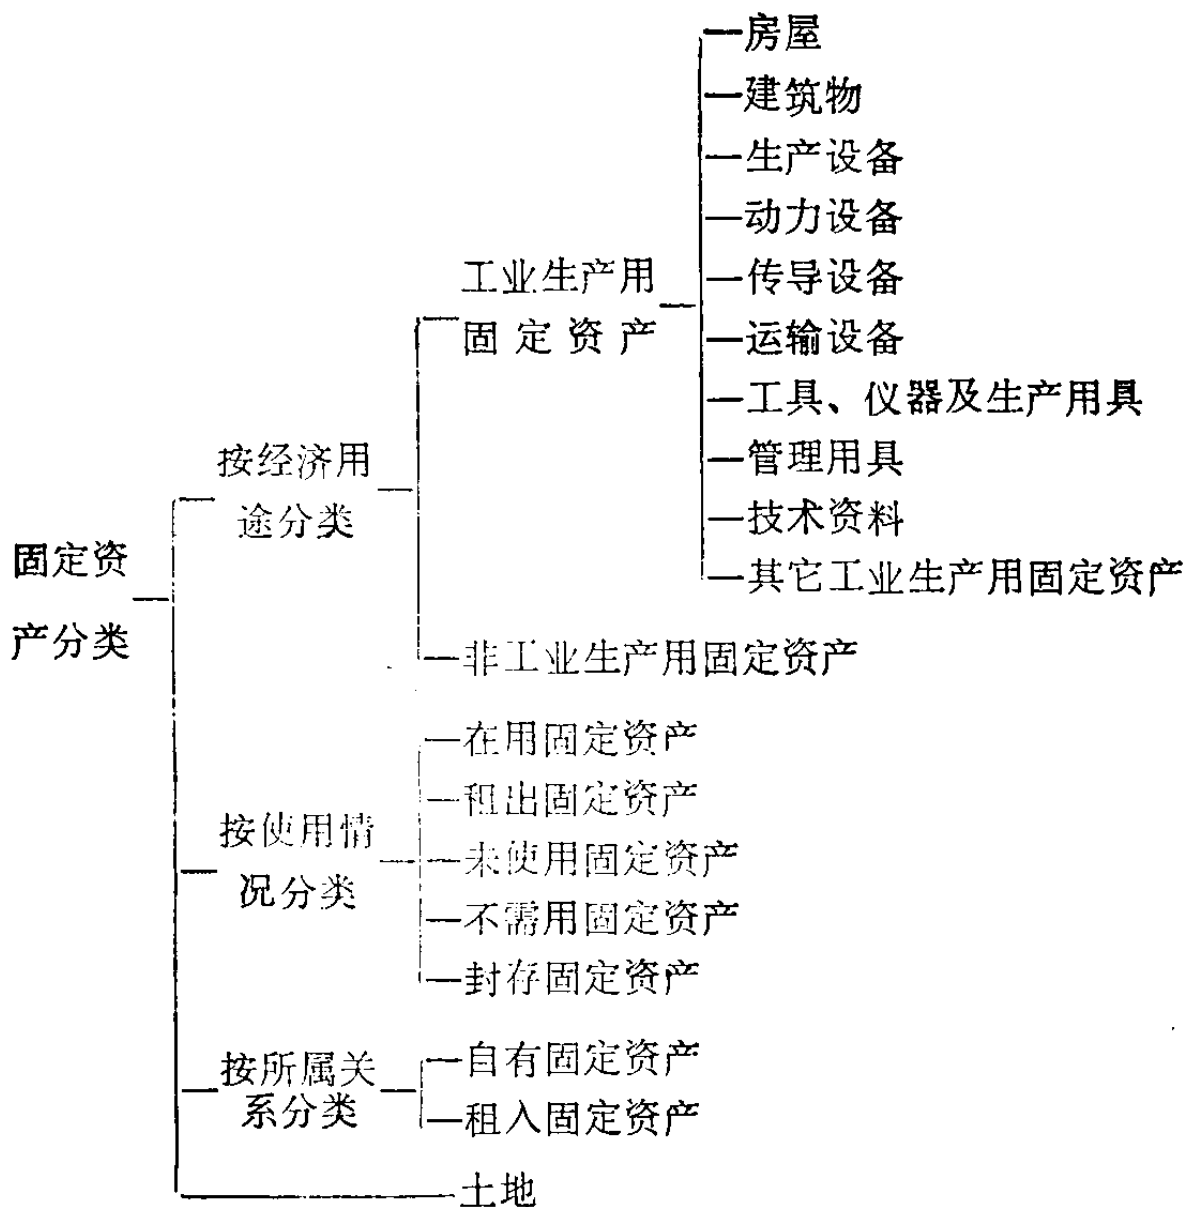 房屋
建筑物
生产设备
动力设备
工业生产用
传导设备
固定资产
运输设备
工具、仪器及生产用具
按经济用
管理用具
途分类
技术资料
固定资
其它工业生产用固定资产
产分类
非工业生产用固定资产
在用固定资产
租出固定资产
按使用情
未使用固定资产
况分类
不需用固定资产
封存固定资产
按所属关
自有固定资产
系分类
租入固定资产
土地